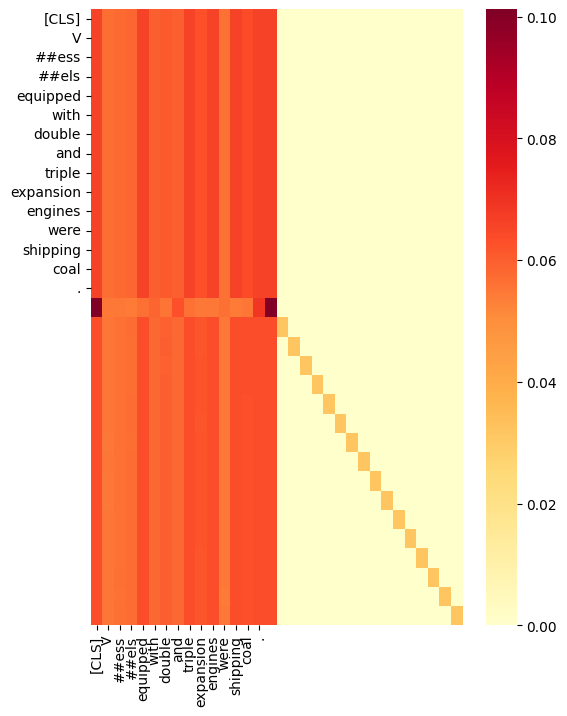 [CLS]
V
##ess
##els
equipped
with
double
and
triple
expansion
engines
were
shipping
coal
.
0.10
0.08
0.06
0.04
0.02
0.00
[CLS]
V
##ess
##els
equipped
with
double
and
triple
expansion
engines
were
shipping
coal
.